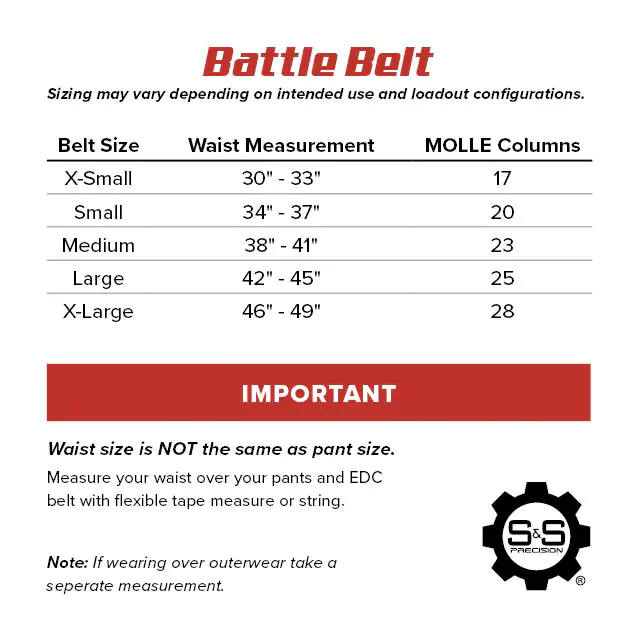 Battle Belt
Sizing may vary depending on intended use and loadout configurations.
Belt Size Waist Measurement MOLLE Columns
X-Small 30" - 33" 17
Small 34" - 37" 20
Medium 38" - 41" 23
Large 42" - 45" 25
X-Large 46" - 49" 28
IMPORTANT
Waist size is NOT the same as pant size.
Measure your waist over your pants and EDC
belt with flexible tape measure or string.
Note: If wearing over outerwear take a
seperate measurement.
S&S
PRECISION
®